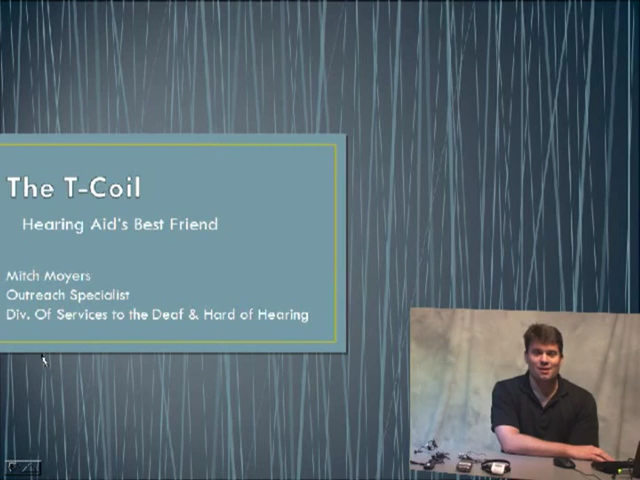 The T-Coil
Hearing Aid's Best Friend
Mitch Moyers
Outreach Specialist
Div. Of Services to the Deaf & Hard of Hearing